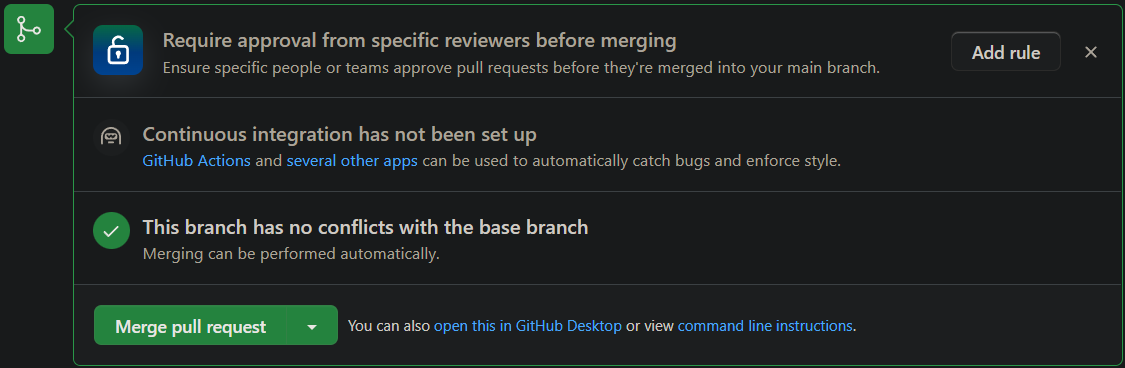 Require approval from specific reviewers before merging
Add rule
Ensure specific people or teams approve pull requests before they're merged into your main branch.
Continuous integration has not been set up
GitHub Actions and several other apps can be used to automatically catch bugs and enforce style.
This branch has no conflicts with the base branch
Merging can be performed automatically.
Merge pull request
You can also open this in GitHub Desktop or view command line instructions.